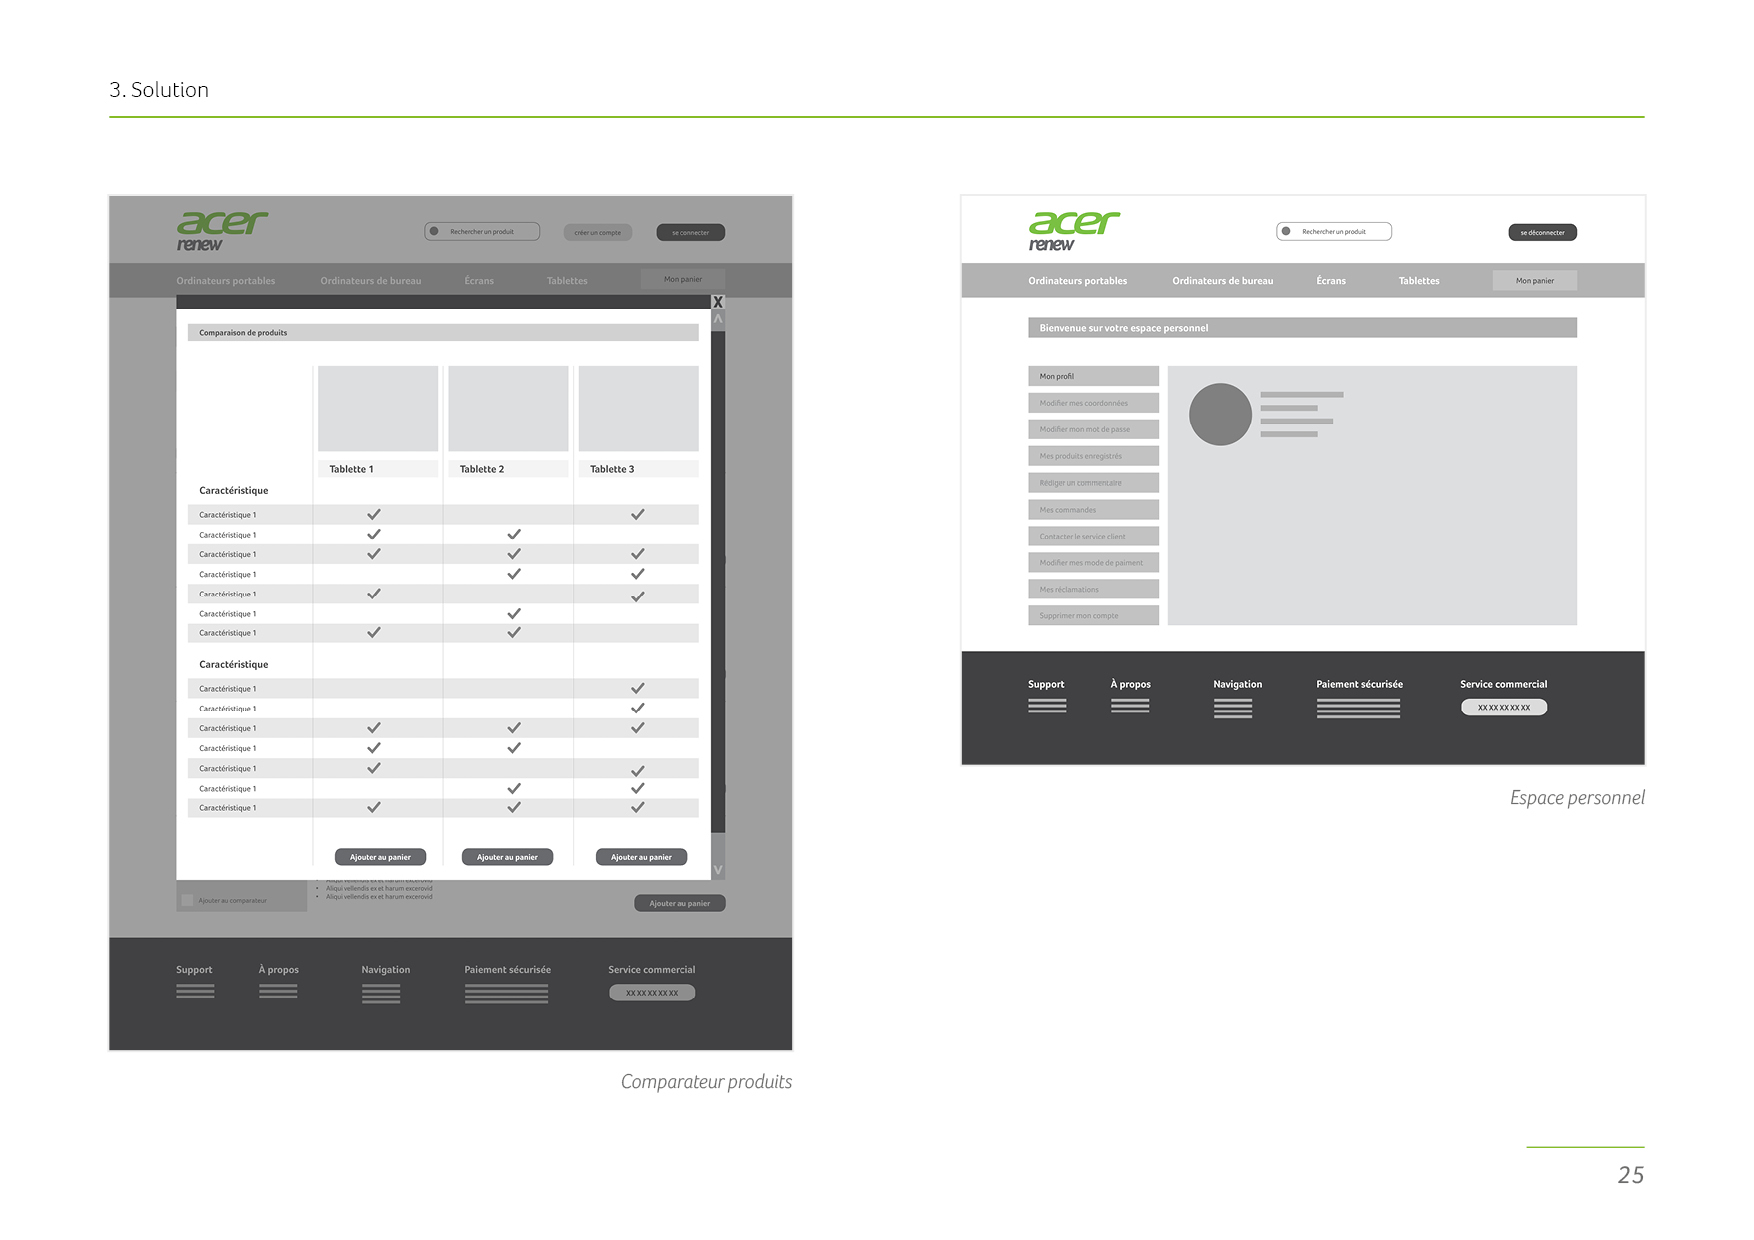 3. Solution
acer
renew
Rechercher un produit
créer un compte
se connecter
Ordinateurs portables
Ordinateurs de bureau
Écrans
Tablettes
Mon panier
X
Comparaison de produits
Tablette 1
Tablette 2
Tablette 3
Caractéristique
Caractéristique 1
Caractéristique 1
Caractéristique 1
Caractéristique 1
Caractéristique 1
Caractéristique 1
Caractéristique 1
Caractéristique
Caractéristique 1
Caractéristique 1
Caractéristique 1
Caractéristique 1
Caractéristique 1
Caractéristique 1
Caractéristique 1
Ajouter au panier
Ajouter au panier
Ajouter au panier
• Aliqui vellendis ex et harum excerovid
• Aliqui vellendis ex et harum excerovid
• Aliqui vellendis ex et harum excerovid
Ajouter au comparateur
Ajouter au panier
Support
À propos
Navigation
Paiement sécurisée
Service commercial
XX XX XX XX XX
Comparateur produits
acer
renew
Rechercher un produit
se déconnecter
Ordinateurs portables
Ordinateurs de bureau
Écrans
Tablettes
Mon panier
Bienvenue sur votre espace personnel
Mon profil
Modifier mes coordonnées
Modifier mon mot de passe
Mes produits enregistrés
Rédiger un commentaire
Mes commandes
Contacter le service client
Modifier mes mode de paiment
Mes réclamations
Supprimer mon compte
Support
À propos
Navigation
Paiement sécurisée
Service commercial
XX XX XX XX XX
Espace personnel
25